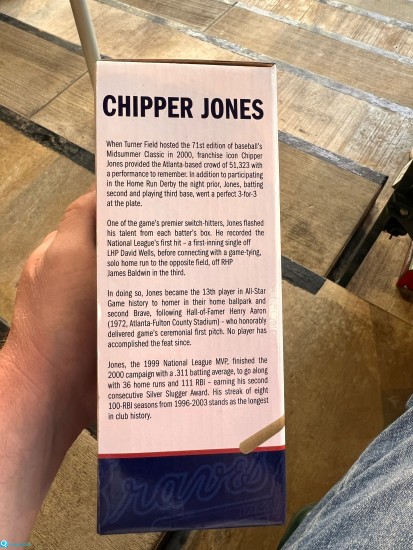 CHIPPER JONES
When Turner Field hosted the 71st edition of baseball's
Midsummer Classic in 2000, franchise icon Chipper
Jones provided the Atlanta-based crowd of 51,323 with
a performance to remember. In addition to participating
in the Home Run Derby the night prior, Jones, batting
second and playing third base, went a perfect 3-for-3
at the plate.
One of the game's premier switch-hitters, Jones flashed
his talent from each batter's box. He recorded the
National League's first hit – a first-inning single off
LHP David Wells, before connecting with a game-tying,
solo home run to the opposite field, off RHP
James Baldwin in the third.
In doing so, Jones became the 13th player in All-Star
Game history to homer in their home ballpark and
second Brave, following Hall-of-Famer Henry Aaron
(1972, Atlanta-Fulton County Stadium) – who honorably
delivered game's ceremonial first pitch. No player has
accomplished the feat since.
Jones, the 1999 National League MVP, finished the
2000 campaign with a .311 batting average, to go along
with 36 home runs and 111 RBI – earning his second
consecutive Silver Slugger Award. His streak of eight
100-RBI seasons from 1996-2003 stands as the longest
in club history.
Braves